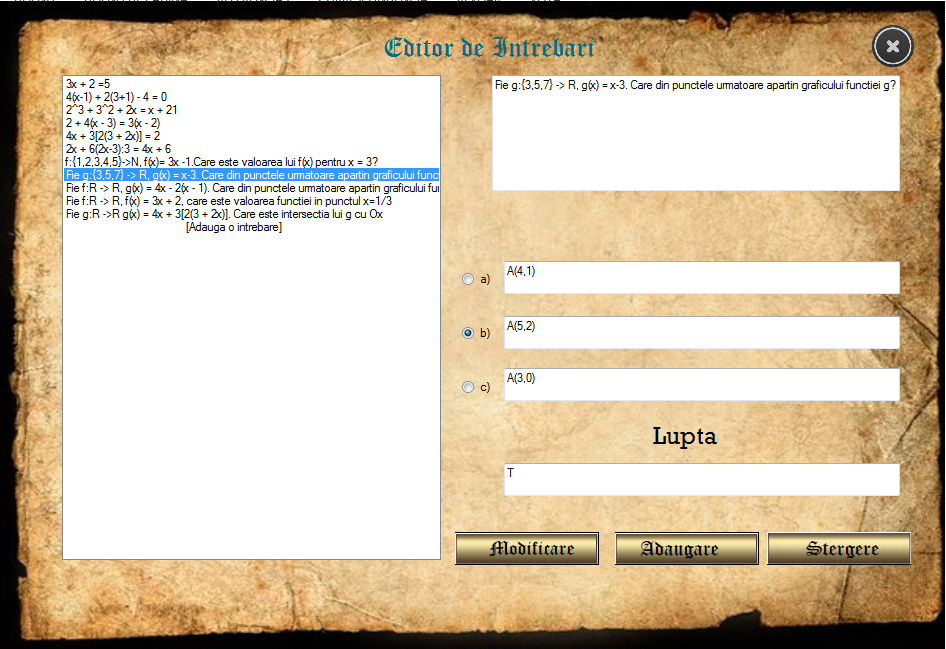 Editor de Intrebari
3x + 2 =5
4(x-1) + 2(3+1) - 4 = 0
2^3 + 3^2 + 2x = x + 21
2 + 4(x - 3) = 3(x - 2)
4x + 3[2(3 + 2x)] = 2
2x + 6(2x-3):3 = 4x + 6
f:{1,2,3,4,5}->N, f(x)= 3x -1.Care este valoarea lui f(x) pentru x = 3?
Fie g:{3,5,7} -> R, g(x) = x-3. Care din punctele urmatoare apartin graficului func
Fie f:R -> R, g(x) = 4x - 2(x - 1). Care din punctele urmatoare apartin graficului fu
Fie f:R -> R, f(x) = 3x + 2, care este valoarea functiei in punctul x=1/3
Fie g:R ->R g(x) = 4x + 3[2(3 + 2x)]. Care este intersectia lui g cu Ox
[Adauga o intrebare]
Fie g:{3,5,7} -> R, g(x) = x-3. Care din punctele urmatoare apartin graficului functiei g?
a) A(4,1)
b) A(5,2)
c) A(3,0)
Lupta
T
Modificare
Adaugare
Stergere